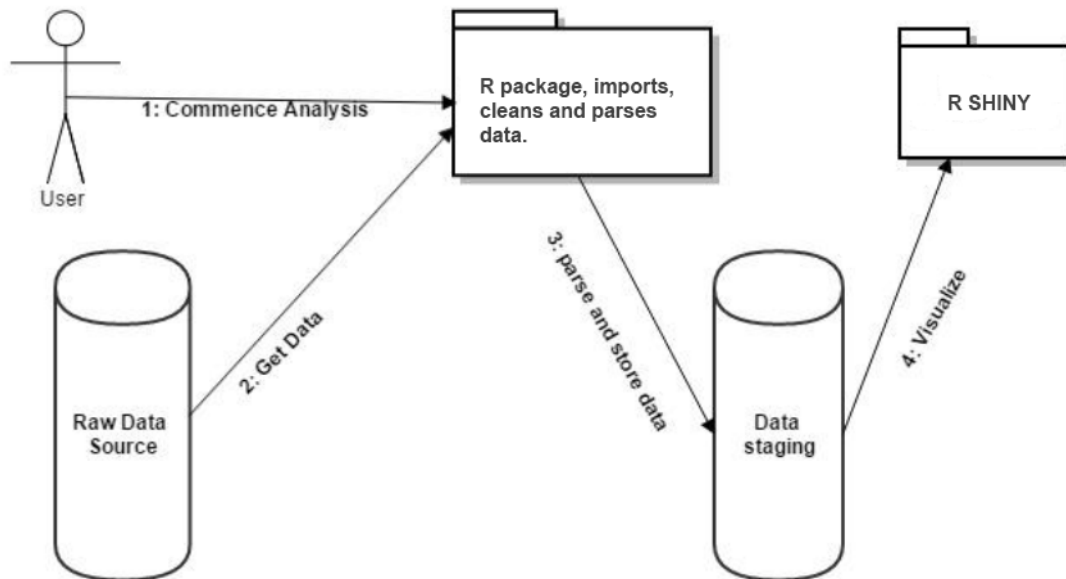 R package, imports,
cleans and parses
data.
R SHINY
1: Commence Analysis
User
2: Get Data
3: parse and store data
4: Visualize
Raw Data
Source
Data
staging